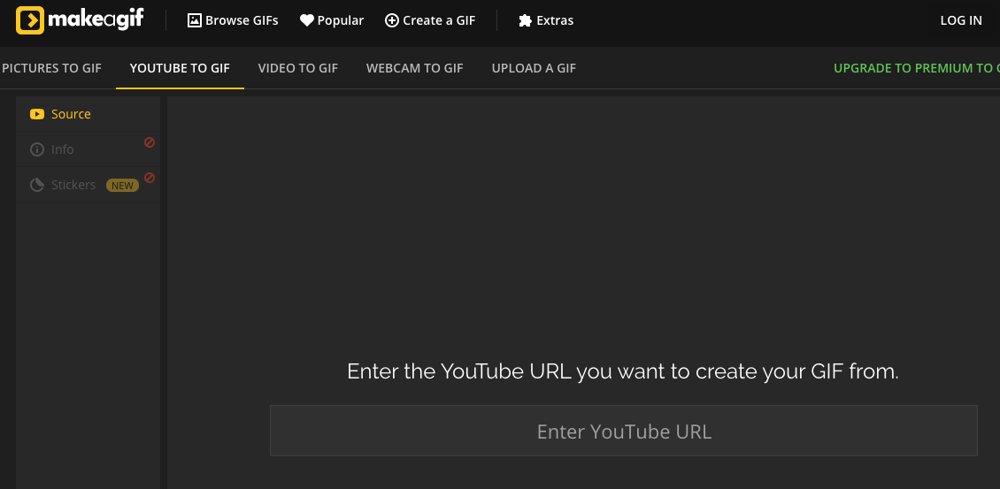 makeagif Browse GIFs Popular Create a GIF Extras LOG IN
PICTURES TO GIF YOUTUBE TO GIF VIDEO TO GIF WEBCAM TO GIF UPLOAD A GIF UPGRADE TO PREMIUM TO
Source
Info
Stickers NEW
Enter the YouTube URL you want to create your GIF from.
Enter YouTube URL